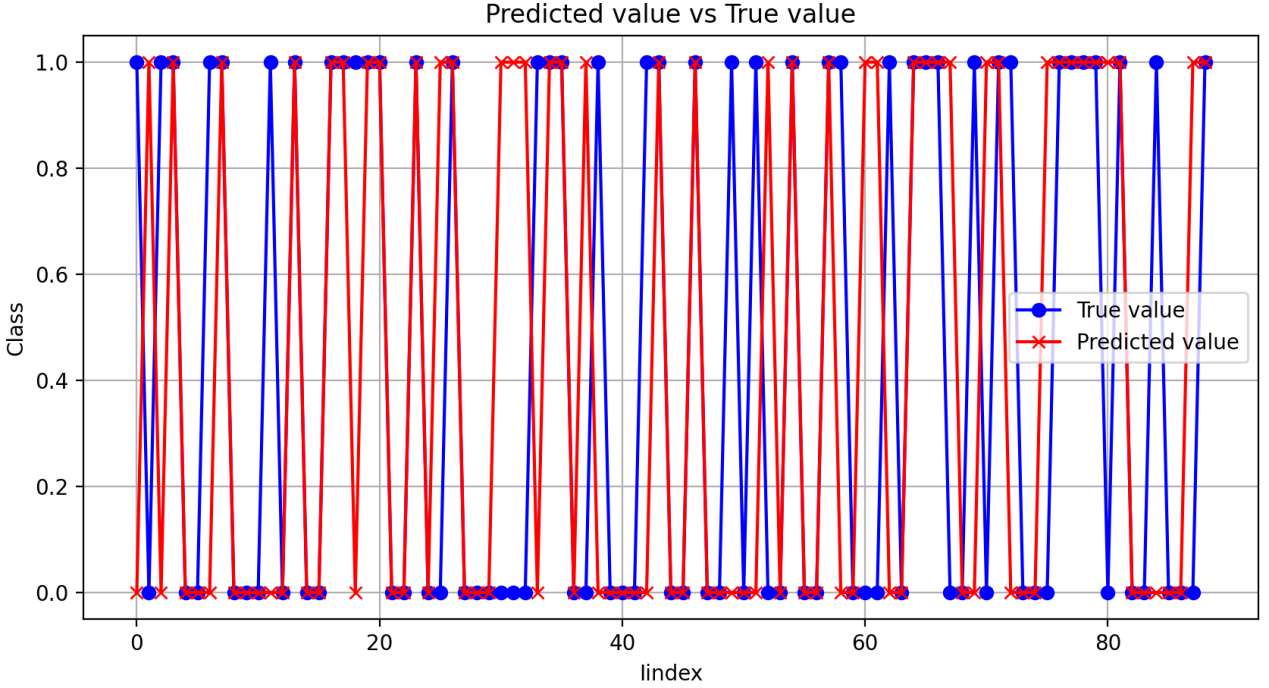 Predicted value vs True value
1.0
0.8
0.6
0.4
0.2
0.0
Class
True value
Predicted value
0
20
40
60
80
Iindex